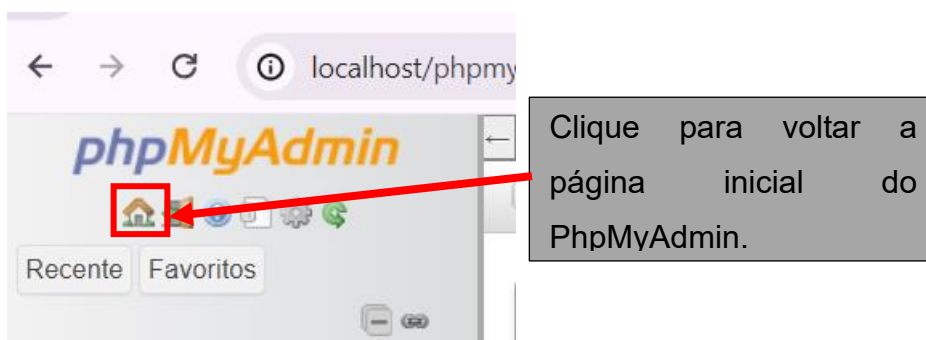 localhost/phpmy
phpMyAdmin
Clique para voltar a
página inicial do
PhpMyAdmin.
Recente Favoritos